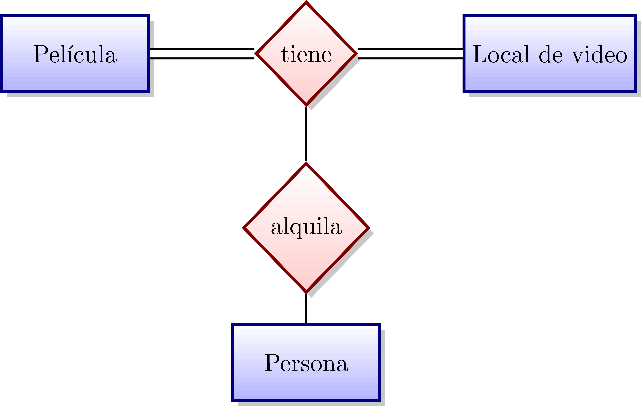 Película
tiene
Local de video
alquila
Persona